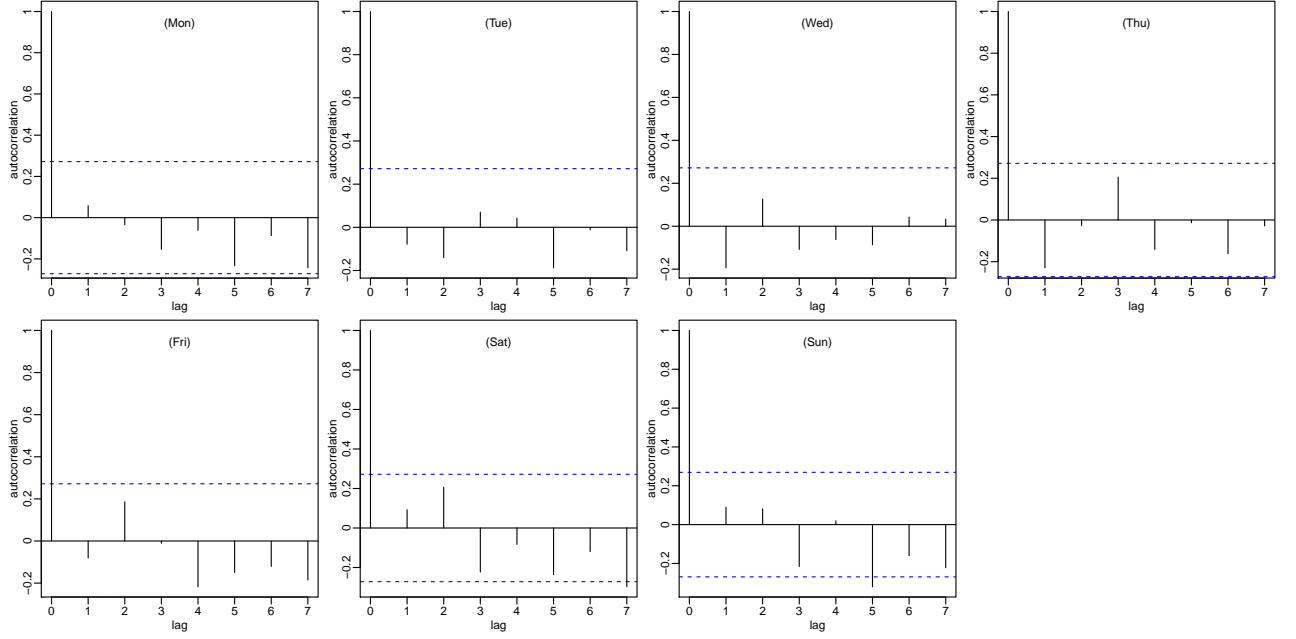 (Mon)
autocorrelation
−0.2 0 0.2 0.4 0.6 0.8 1
0 1 2 3 4 5 6 7
lag
(Tue)
autocorrelation
−0.2 0 0.2 0.4 0.6 0.8 1
0 1 2 3 4 5 6 7
lag
(Wed)
autocorrelation
−0.2 0 0.2 0.4 0.6 0.8 1
0 1 2 3 4 5 6 7
lag
(Thu)
autocorrelation
−0.2 0 0.2 0.4 0.6 0.8 1
0 1 2 3 4 5 6 7
lag
(Fri)
autocorrelation
−0.2 0 0.2 0.4 0.6 0.8 1
0 1 2 3 4 5 6 7
lag
(Sat)
autocorrelation
−0.2 0 0.2 0.4 0.6 0.8 1
0 1 2 3 4 5 6 7
lag
(Sun)
autocorrelation
−0.2 0 0.2 0.4 0.6 0.8 1
0 1 2 3 4 5 6 7
lag